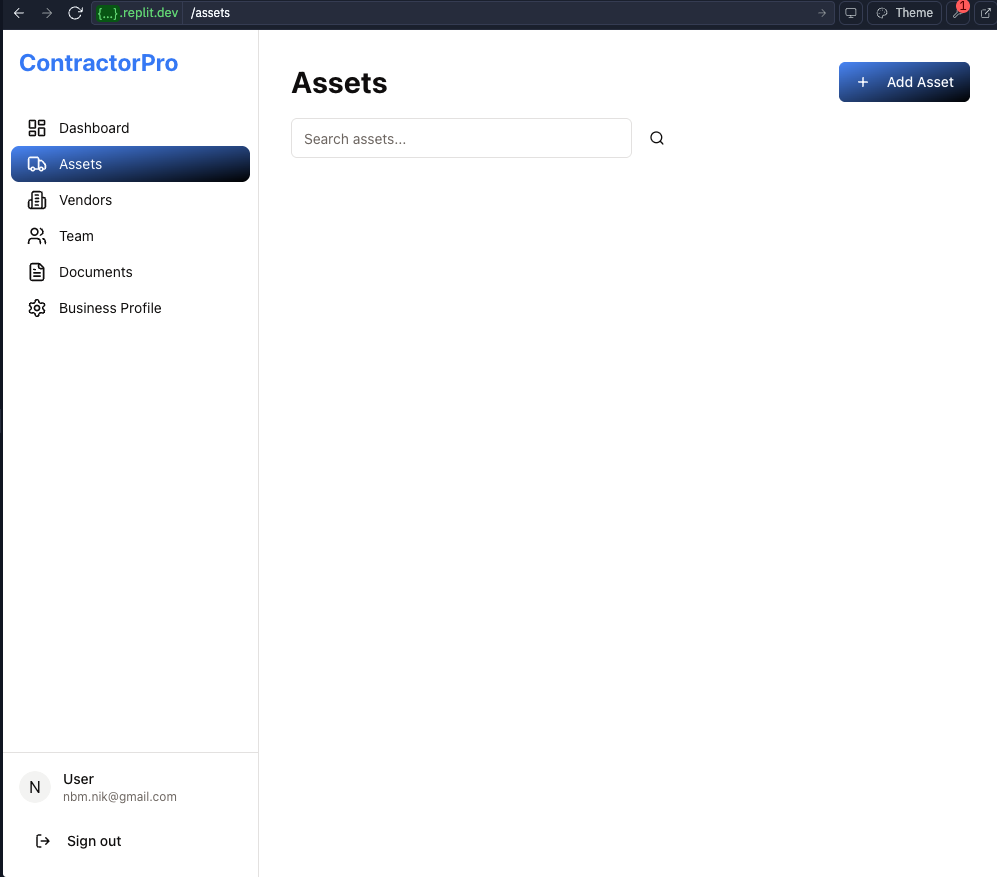 {...}.replit.dev /assets
Theme
1
ContractorPro
Dashboard
Assets
Vendors
Team
Documents
Business Profile
Assets
+ Add Asset
Search assets...
N
User
nbm.nik@gmail.com
Sign out